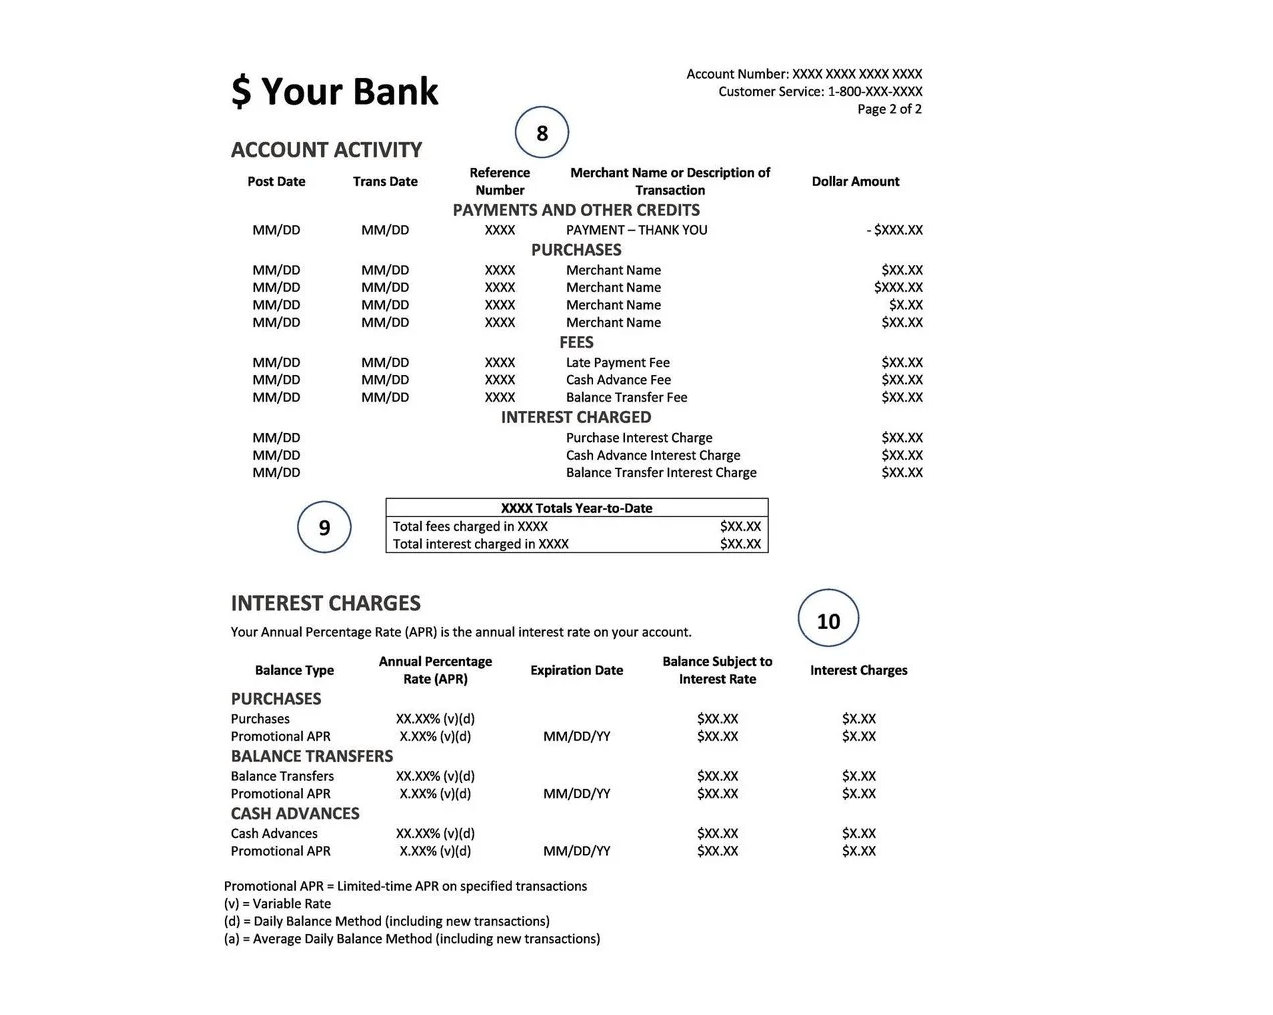 $ Your Bank
Account Number: XXXX XXXX XXXX XXXX
Customer Service: 1-800-XXX-XXXX
Page 2 of 2
8
ACCOUNT ACTIVITY
Post Date Trans Date Reference Number Merchant Name or Description of Transaction Dollar Amount
PAYMENTS AND OTHER CREDITS
MM/DD MM/DD XXXX PAYMENT – THANK YOU - $XXX.XX
PURCHASES
MM/DD MM/DD XXXX Merchant Name $XX.XX
MM/DD MM/DD XXXX Merchant Name $XXX.XX
MM/DD MM/DD XXXX Merchant Name $X.XX
MM/DD MM/DD XXXX Merchant Name $XX.XX
FEES
MM/DD MM/DD XXXX Late Payment Fee $XX.XX
MM/DD MM/DD XXXX Cash Advance Fee $XX.XX
MM/DD MM/DD XXXX Balance Transfer Fee $XX.XX
INTEREST CHARGED
MM/DD Purchase Interest Charge $XX.XX
MM/DD Cash Advance Interest Charge $XX.XX
MM/DD Balance Transfer Interest Charge $XX.XX
9
XXXX Totals Year-to-Date
Total fees charged in XXXX $XX.XX
Total interest charged in XXXX $XX.XX
INTEREST CHARGES
10
Your Annual Percentage Rate (APR) is the annual interest rate on your account.
Balance Type Annual Percentage Rate (APR) Expiration Date Balance Subject to Interest Rate Interest Charges
PURCHASES
Purchases XX.XX% (v)(d) $XX.XX $X.XX
Promotional APR X.XX% (v)(d) MM/DD/YY $XX.XX $X.XX
BALANCE TRANSFERS
Balance Transfers XX.XX% (v)(d) $XX.XX $X.XX
Promotional APR X.XX% (v)(d) MM/DD/YY $XX.XX $X.XX
CASH ADVANCES
Cash Advances XX.XX% (v)(d) $XX.XX $X.XX
Promotional APR X.XX% (v)(d) MM/DD/YY $XX.XX $X.XX
Promotional APR = Limited-time APR on specified transactions
(v) = Variable Rate
(d) = Daily Balance Method (including new transactions)
(a) = Average Daily Balance Method (including new transactions)